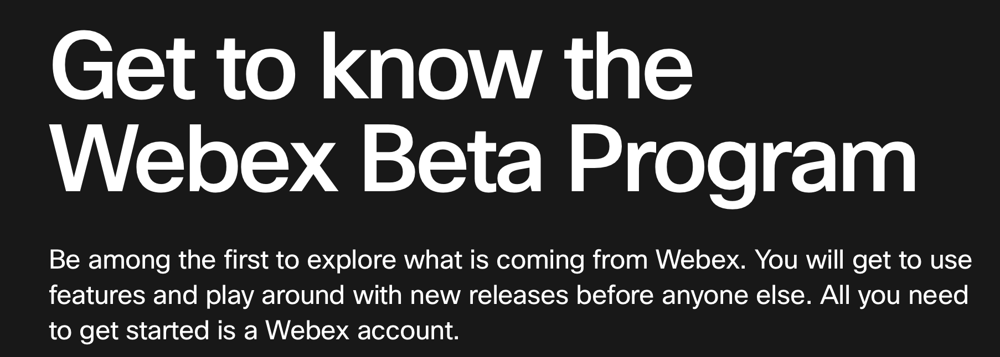 Get to know the
Webex Beta Program
Be among the first to explore what is coming from Webex. You will get to use
features and play around with new releases before anyone else. All you need
to get started is a Webex account.